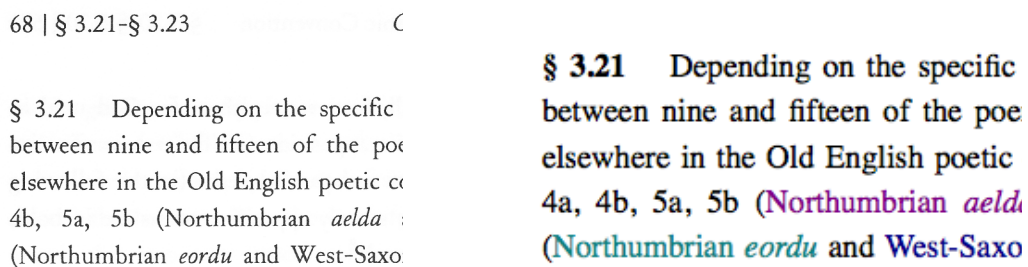 68 | § 3.21–§ 3.23
§ 3.21 Depending on the specific
between nine and fifteen of the
elsewhere in the Old English poetic
4b, 5a, 5b (Northumbrian aelda
(Northumbrian eordu and West-Saxo
§ 3.21 Depending on the specific
between nine and fifteen of the
elsewhere in the Old English poetic
4a, 4b, 5a, 5b (Northumbrian aelda
(Northumbrian eordu and West-Saxo